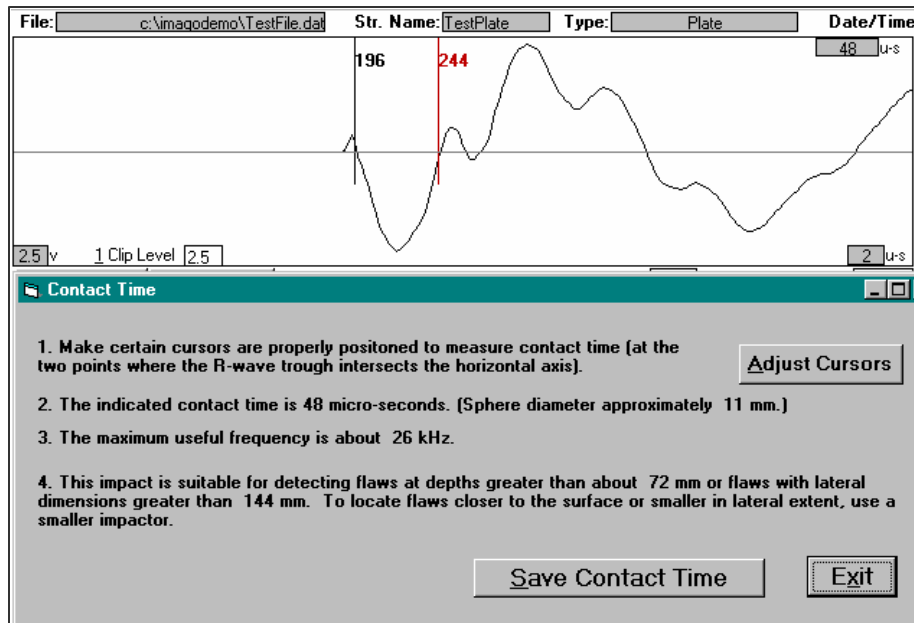 File: c:\imagodemo\TestFile.dat Str. Name: TestPlate Type: Plate Date/Time
196 244 48 u-s
2.5 v 1 Clip Level 2.5 2 u-s
Contact Time
1. Make certain cursors are properly positoned to measure contact time (at the
two points where the R-wave trough intersects the horizontal axis).
Adjust Cursors
2. The indicated contact time is 48 micro-seconds. (Sphere diameter approximately 11 mm.)
3. The maximum useful frequency is about 26 kHz.
4. This impact is suitable for detecting flaws at depths greater than about 72 mm or flaws with lateral
dimensions greater than 144 mm. To locate flaws closer to the surface or smaller in lateral extent, use a
smaller impactor.
Save Contact Time Exit